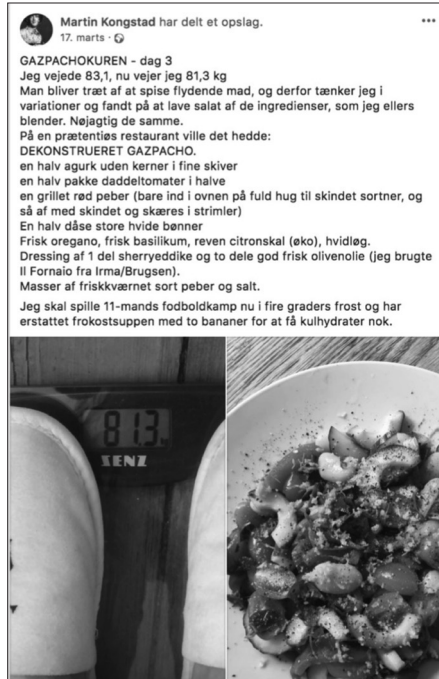 Martin Kongstad har delt et opslag.
17. marts ·
GAZPACHOKUREN - dag 3
Jeg vejede 83,1, nu vejer jeg 81,3 kg
Man bliver træt af at spise flydende mad, og derfor tænker jeg i
variationer og fandt på at lave salat af de ingredienser, som jeg ellers
blender. Nøjagtig de samme.
På en prætentiøs restaurant ville det hedde:
DEKONSTRUERET GAZPACHO.
en halv agurk uden kerner i fine skiver
en halv pakke daddeltomater i halve
en grillet rød peber (bare ind i ovnen på fuld hug til skindet sortner, og
så af med skindet og skæres i strimler)
En halv dåse store hvide bønner
Frisk oregano, frisk basilikum, reven citronskal (øko), hvidløg.
Dressing af 1 del sherryeddike og to dele god frisk olivenolie (jeg brugte
Il Fornaio fra Irma/Brugsen).
Masser af friskkværnet sort peber og salt.
Jeg skal spille 11-mands fodboldkamp nu i fire graders frost og har
erstattet frokostsuppen med to bananer for at få kulhydrater nok.
81.3
SENZ